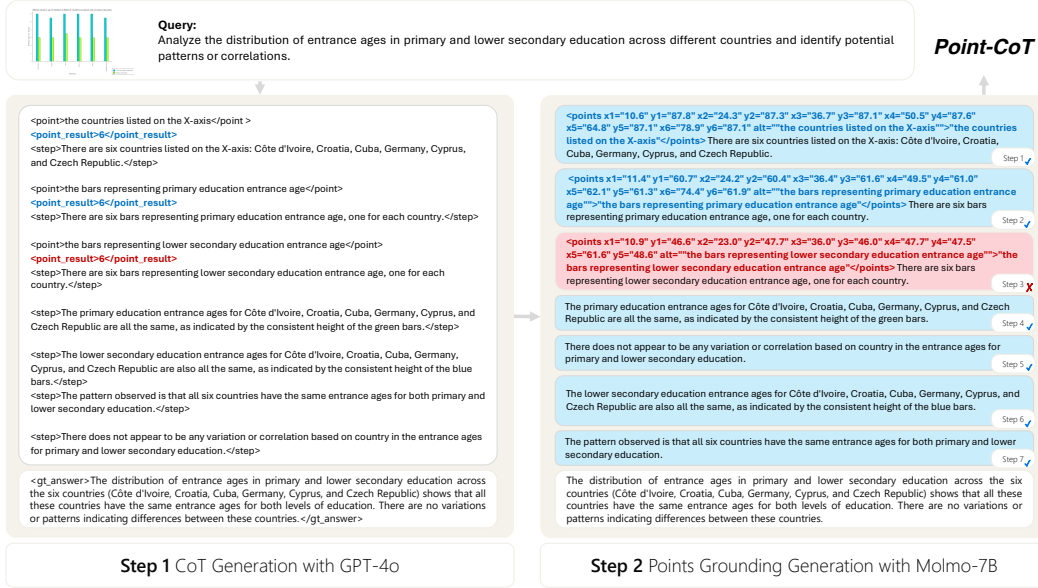 Query:
Analyze the distribution of entrance ages in primary and lower secondary education across different countries and identify potential
patterns or correlations.
Point-CoT
<point>the countries listed on the X-axis</point >
<point_result>6</point_result>
<step>There are six countries listed on the X-axis: Côte d'Ivoire, Croatia, Cuba, Germany, Cyprus,
and Czech Republic.</step>
<point>the bars representing primary education entrance age</point>
<point_result>6</point_result>
<step>There are six bars representing primary education entrance age, one for each country.</step>
<point>the bars representing lower secondary education entrance age</point>
<point_result>6</point_result>
<step>There are six bars representing lower secondary education entrance age, one for each
country.</step>
<step>The primary education entrance ages for Côte d'Ivoire, Croatia, Cuba, Germany, Cyprus, and
Czech Republic are all the same, as indicated by the consistent height of the green bars.</step>
<step>The lower secondary education entrance ages for Côte d'Ivoire, Croatia, Cuba, Germany,
Cyprus, and Czech Republic are also all the same, as indicated by the consistent height of the blue
bars.</step>
<step>The pattern observed is that all six countries have the same entrance ages for both primary and
lower secondary education.</step>
<step>There does not appear to be any variation or correlation based on country in the entrance ages
for primary and lower secondary education.</step>
<gt_answer>The distribution of entrance ages in primary and lower secondary education across
the six countries (Côte d'Ivoire, Croatia, Cuba, Germany, Cyprus, and Czech Republic) shows that all
these countries have the same entrance ages for both levels of education. There are no variations
or patterns indicating differences between these countries.</gt_answer>
Step 1 CoT Generation with GPT-4o
<points x1="10.6" y1="87.8" x2="24.3" y2="87.3" x3="36.7" y3="87.1" x4="50.5" y4="87.6"
x5="64.8" y5="87.1" x6="78.9" y6="87.1" alt=""the countries listed on the X-axis"">"the countries
listed on the X-axis"</points> There are six countries listed on the X-axis: Côte d'Ivoire, Croatia,
Cuba, Germany, Cyprus, and Czech Republic.
Step 1
<points x1="11.4" y1="60.7" x2="24.2" y2="60.4" x3="36.4" y3="61.6" x4="49.5" y4="61.0"
x5="62.1" y5="61.3" x6="74.4" y6="61.9" alt=""the bars representing primary education entrance
age"">"the bars representing primary education entrance age"</points> There are six bars
representing primary education entrance age, one for each country.
Step 2
<points x1="10.9" y1="46.6" x2="23.0" y2="47.7" x3="36.0" y3="46.0" x4="47.7" y4="47.5"
x5="61.6" y5="48.6" alt=""the bars representing lower secondary education entrance age"">"the
bars representing lower secondary education entrance age"</points> There are six bars
representing lower secondary education entrance age, one for each country.
Step 3
The primary education entrance ages for Côte d'Ivoire, Croatia, Cuba, Germany, Cyprus, and Czech
Republic are all the same, as indicated by the consistent height of the green bars.
Step 4
There does not appear to be any variation or correlation based on country in the entrance ages for
primary and lower secondary education.
Step 5
The lower secondary education entrance ages for Côte d'Ivoire, Croatia, Cuba, Germany, Cyprus, and
Czech Republic are also all the same, as indicated by the consistent height of the blue bars.
Step 6
The pattern observed is that all six countries have the same entrance ages for both primary and lower
secondary education.
Step 7
The distribution of entrance ages in primary and lower secondary education across the six
countries (Côte d'Ivoire, Croatia, Cuba, Germany, Cyprus, and Czech Republic) shows that all these
countries have the same entrance ages for both levels of education. There are no variations or
patterns indicating differences between these countries.
Step 2 Points Grounding Generation with Molmo-7B